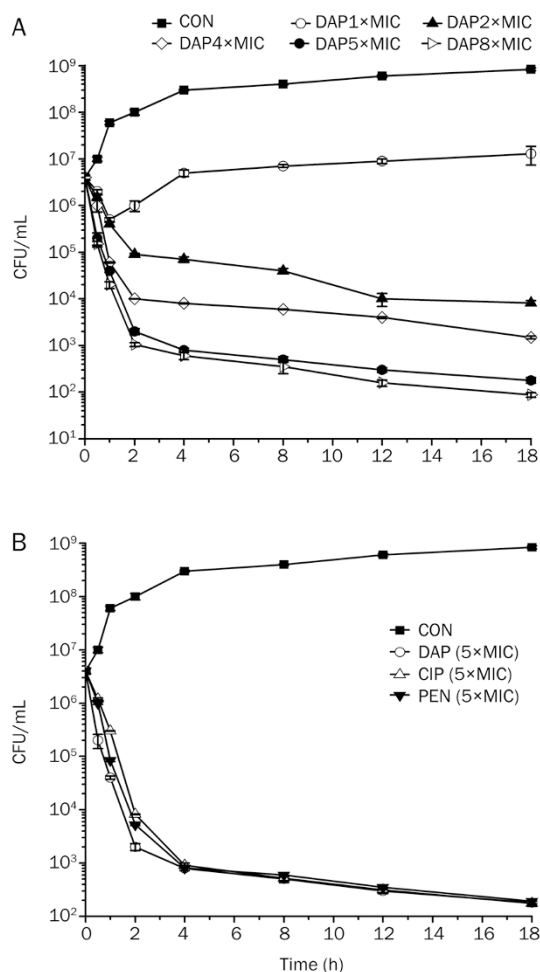 A
CON DAP1×MIC DAP2×MIC
DAP4×MIC DAP5×MIC DAP8×MIC
10⁹
10⁸
10⁷
10⁶
10⁵
10⁴
10³
10²
10¹
CFU/mL
0 2 4 6 8 10 12 14 16 18
B
10⁹
10⁸
10⁷
10⁶
10⁵
10⁴
10³
10²
CFU/mL
CON
DAP (5×MIC)
CIP (5×MIC)
PEN (5×MIC)
0 2 4 6 8 10 12 14 16 18
Time (h)